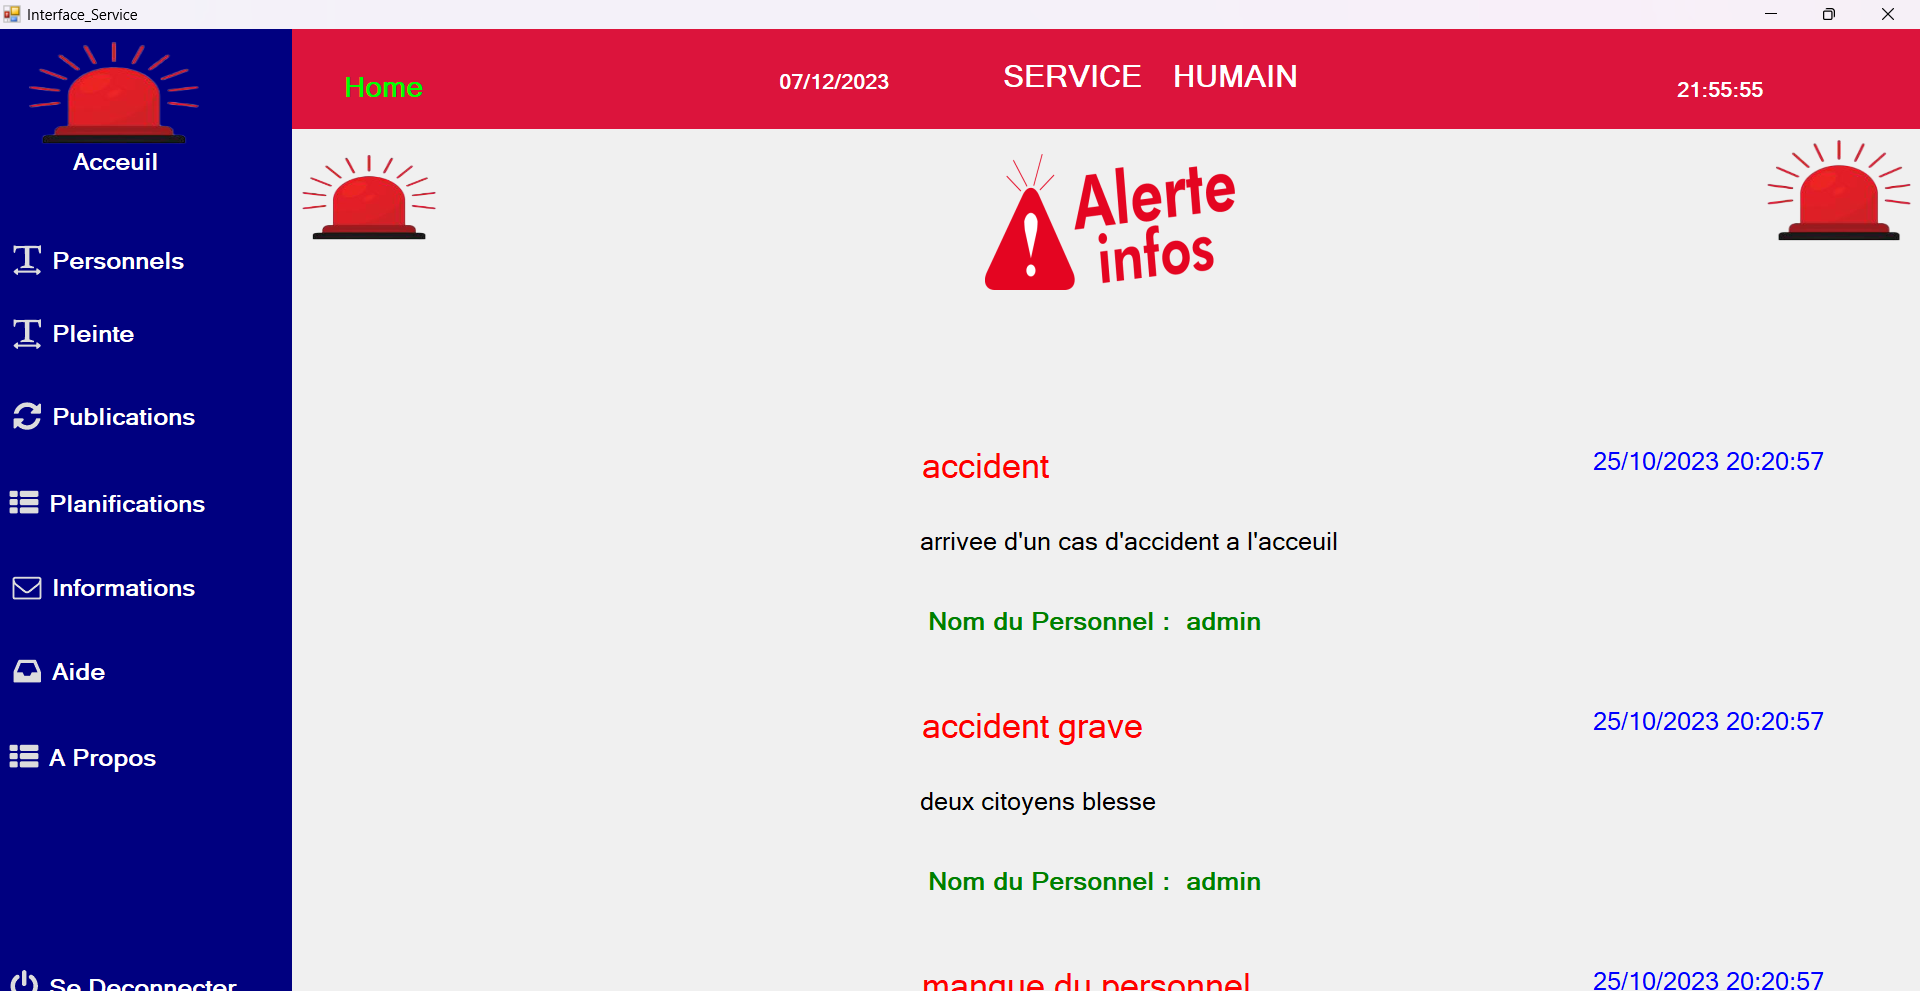 Interface_Service
Home
07/12/2023
SERVICE HUMAIN
21:55:55
Acceuil
Personnels
Pleinte
Publications
Planifications
Informations
Aide
A Propos
Se Deconnecter
Alerte
infos
accident
25/10/2023 20:20:57
arrivee d'un cas d'accident a l'acceuil
Nom du Personnel : admin
accident grave
25/10/2023 20:20:57
deux citoyens blesse
Nom du Personnel : admin
manque du personnel
25/10/2023 20:20:57